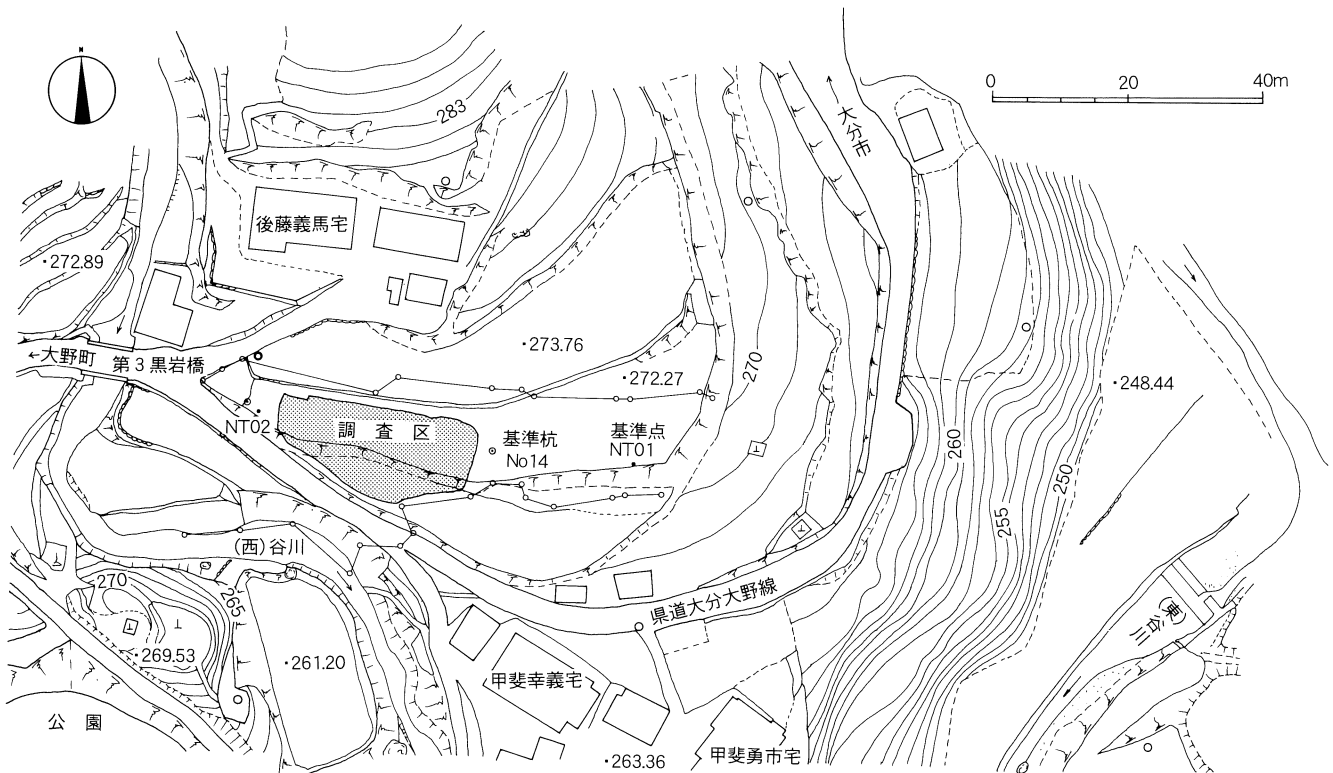 N
0 20 40m
283
大分市
後藤義馬宅
・272.89
←大野町 第3黒岩橋
・273.76
・272.27
270
・248.44
NT02
調査区
基準杭
No14
基準点
NT01
260
250
255
(西)谷川
270
265
県道大分大野線
(東)谷川
・269.53
・261.20
甲斐幸義宅
公園
甲斐勇市宅
・263.36